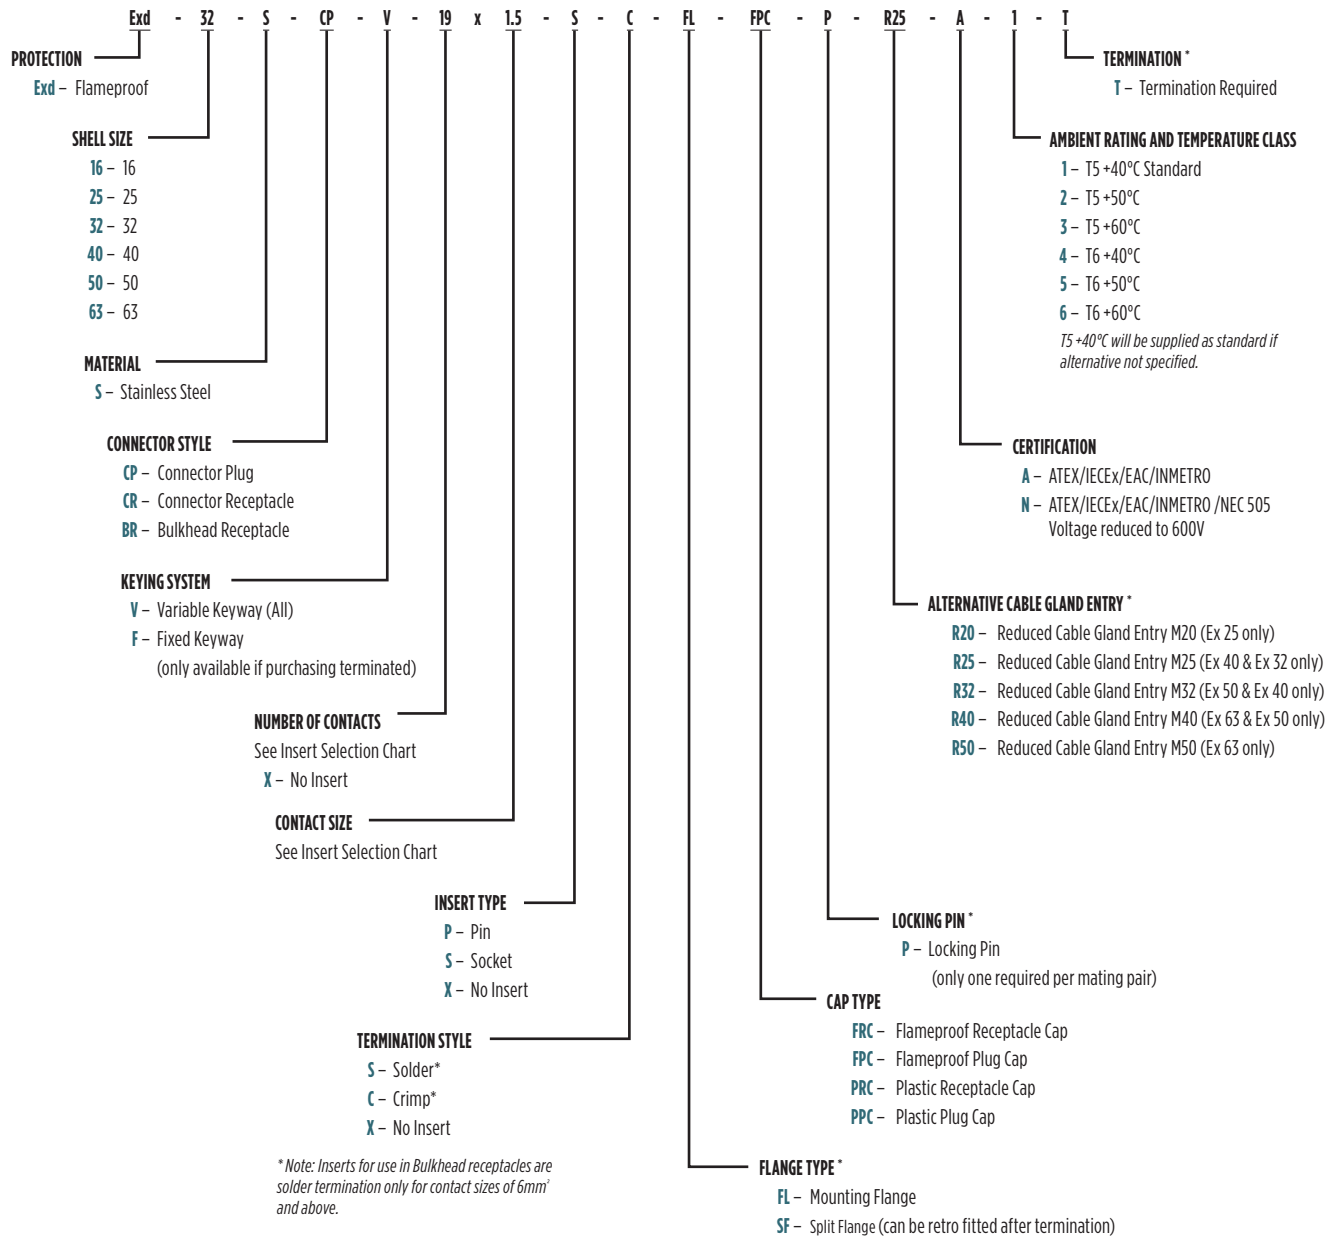 Exd - 32 - S - CP - V - 19 x 1.5 - S - C - FL - FPC - P - R25 - A - 1 - T
PROTECTION
Exd – Flameproof
SHELL SIZE
16 – 16
25 – 25
32 – 32
40 – 40
50 – 50
63 – 63
MATERIAL
S – Stainless Steel
CONNECTOR STYLE
CP – Connector Plug
CR – Connector Receptacle
BR – Bulkhead Receptacle
KEYING SYSTEM
V – Variable Keyway (All)
F – Fixed Keyway
(only available if purchasing terminated)
NUMBER OF CONTACTS
See Insert Selection Chart
X – No Insert
CONTACT SIZE
See Insert Selection Chart
INSERT TYPE
P – Pin
S – Socket
X – No Insert
TERMINATION STYLE
S – Solder*
C – Crimp*
X – No Insert
* Note: Inserts for use in Bulkhead receptacles are
solder termination only for contact sizes of 6mm²
and above.
TERMINATION *
T – Termination Required
AMBIENT RATING AND TEMPERATURE CLASS
1 – T5 +40°C Standard
2 – T5 +50°C
3 – T5 +60°C
4 – T6 +40°C
5 – T6 +50°C
6 – T6 +60°C
T5 +40°C will be supplied as standard if
alternative not specified.
CERTIFICATION
A – ATEX/IECEx/EAC/INMETRO
N – ATEX/IECEx/EAC/INMETRO /NEC 505
Voltage reduced to 600V
ALTERNATIVE CABLE GLAND ENTRY *
R20 – Reduced Cable Gland Entry M20 (Ex 25 only)
R25 – Reduced Cable Gland Entry M25 (Ex 40 & Ex 32 only)
R32 – Reduced Cable Gland Entry M32 (Ex 50 & Ex 40 only)
R40 – Reduced Cable Gland Entry M40 (Ex 63 & Ex 50 only)
R50 – Reduced Cable Gland Entry M50 (Ex 63 only)
LOCKING PIN *
P – Locking Pin
(only one required per mating pair)
CAP TYPE
FRC – Flameproof Receptacle Cap
FPC – Flameproof Plug Cap
PRC – Plastic Receptacle Cap
PPC – Plastic Plug Cap
FLANGE TYPE *
FL – Mounting Flange
SF – Split Flange (can be retro fitted after termination)